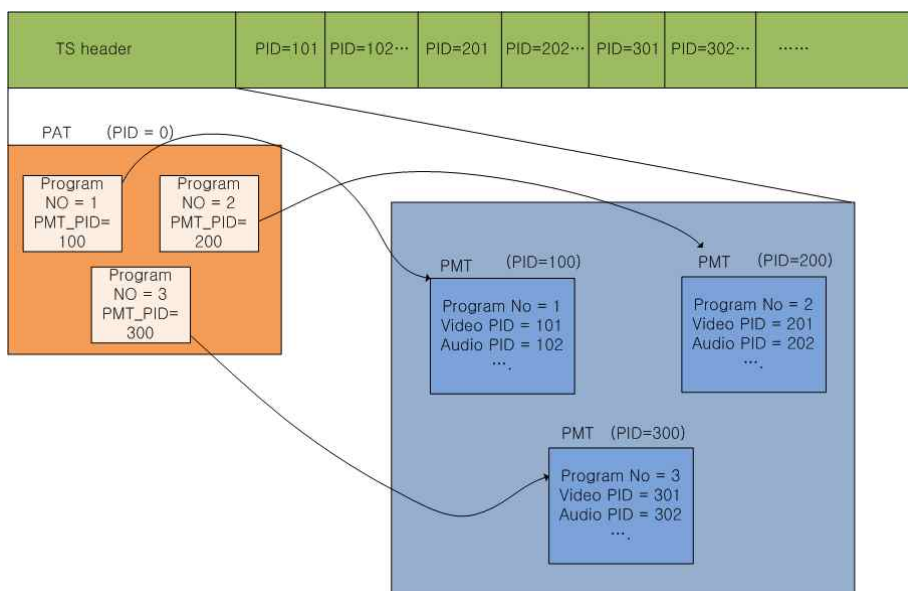 TS header
PID=101
PID=102…
PID=201
PID=202…
PID=301
PID=302…
……
PAT (PID = 0)
Program
NO = 1
PMT_PID=
100
Program
NO = 2
PMT_PID=
200
Program
NO = 3
PMT_PID=
300
PMT (PID=100)
Program No = 1
Video PID = 101
Audio PID = 102
….
PMT (PID=200)
Program No = 2
Video PID = 201
Audio PID = 202
….
PMT (PID=300)
Program No = 3
Video PID = 301
Audio PID = 302
….